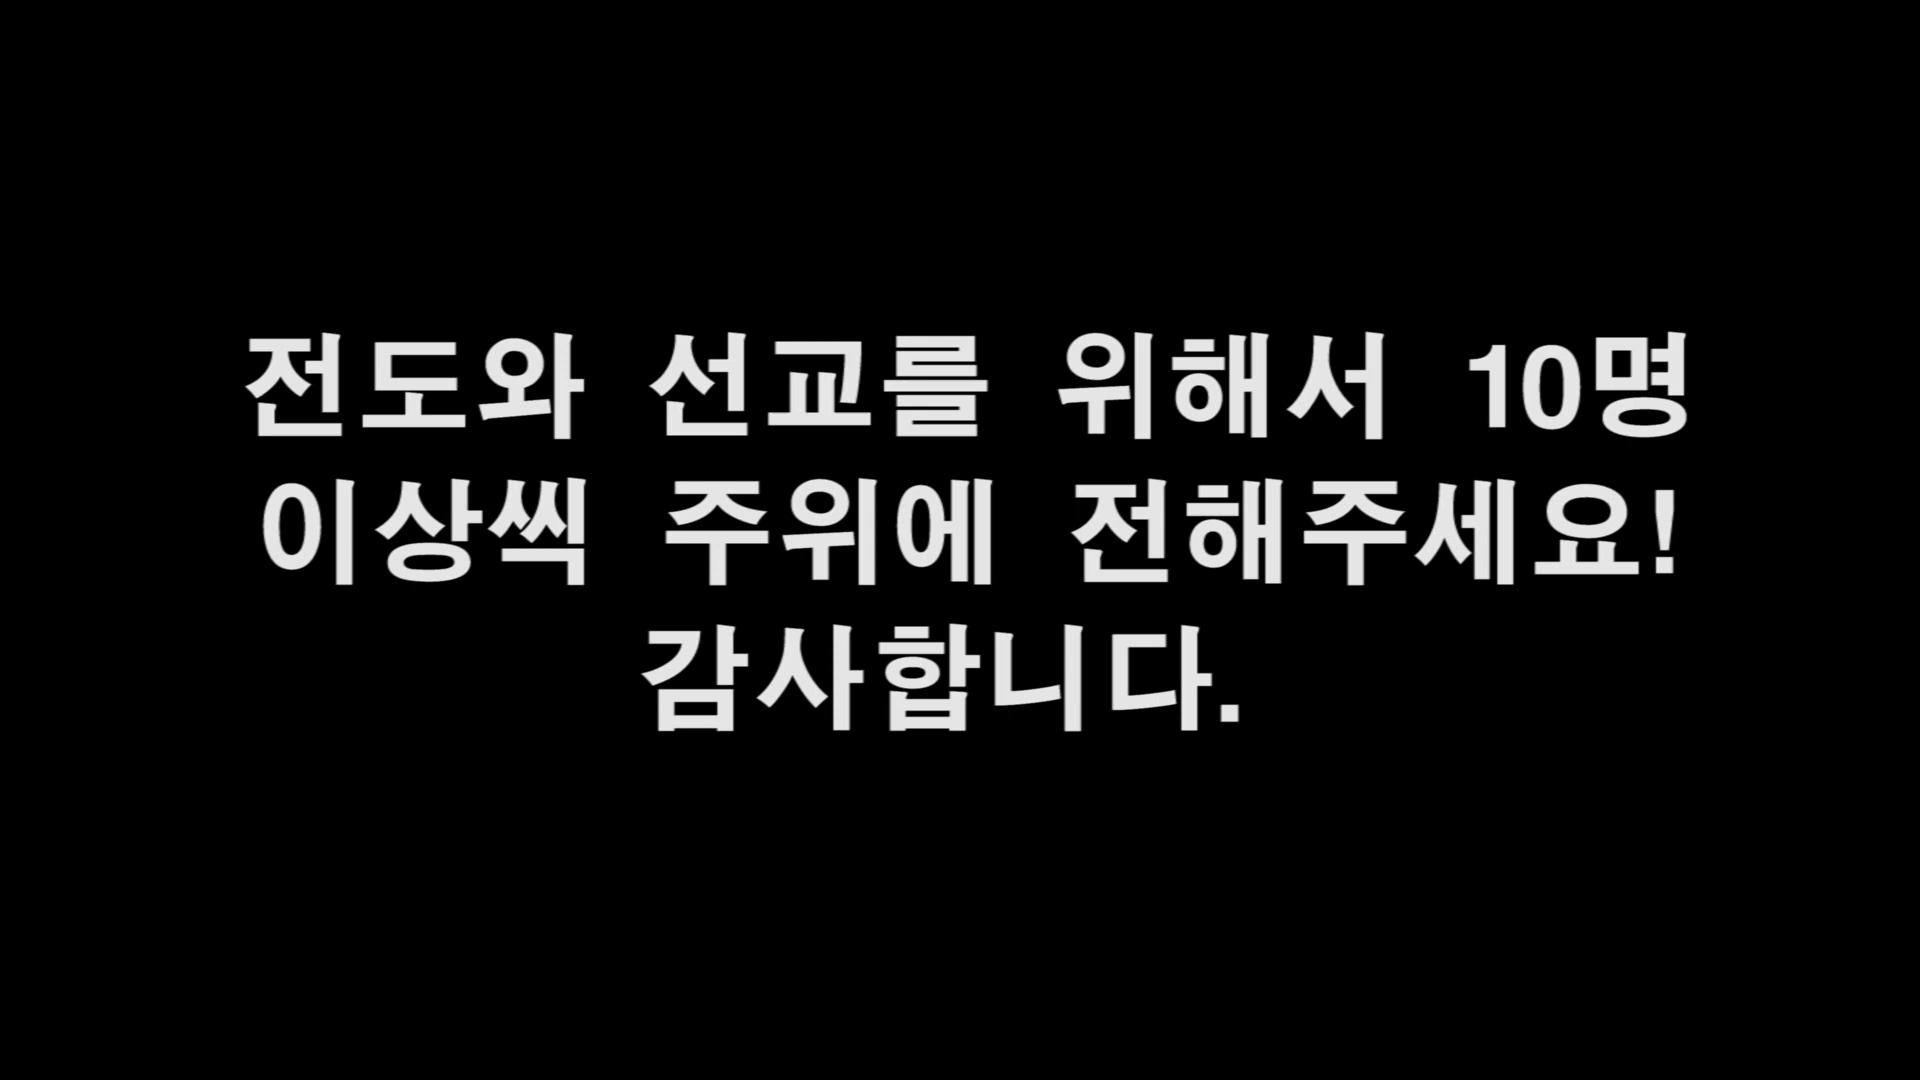 전도와 선교를 위해서 10명
이상씩 주위에 전해주세요!
감사합니다.